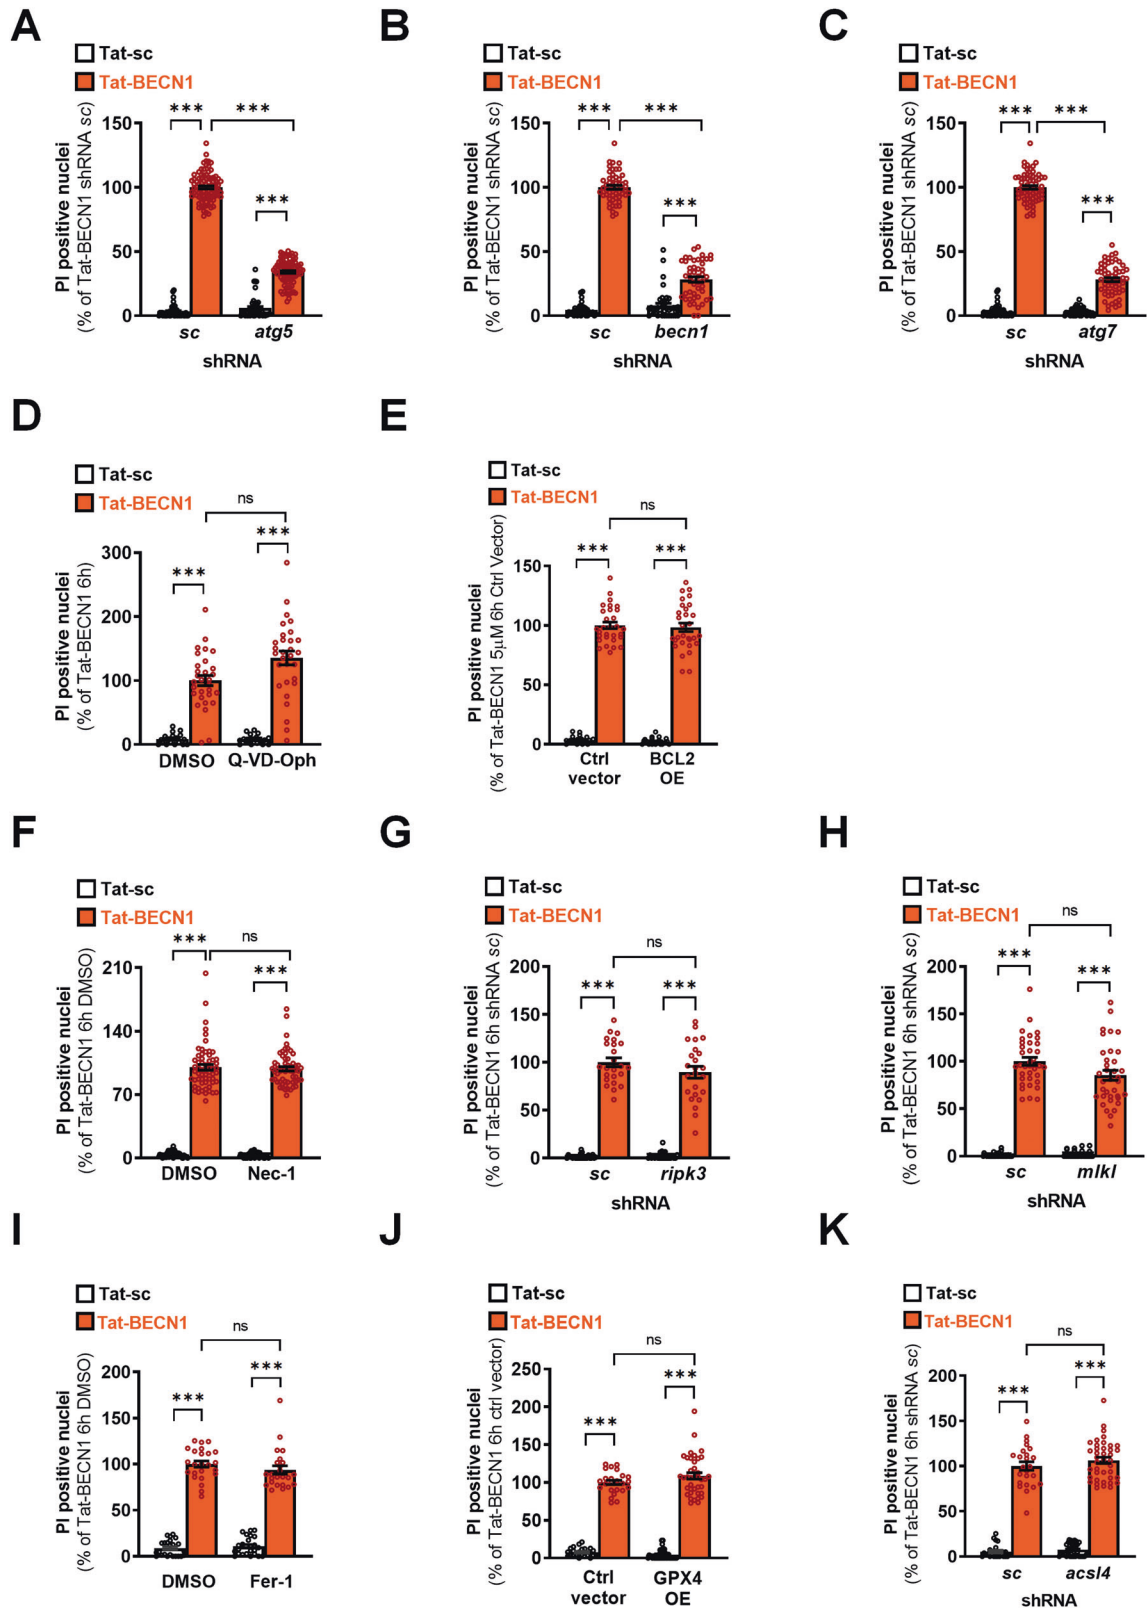 A
Tat-sc
Tat-BECN1
PI positive nuclei
(% of Tat-BECN1 shRNA sc)
150
100
50
0
***
***
***
sc
atg5
shRNA
B
Tat-sc
Tat-BECN1
PI positive nuclei
(% of Tat-BECN1 shRNA sc)
150
100
50
0
***
***
***
sc
becn1
shRNA
C
Tat-sc
Tat-BECN1
PI positive nuclei
(% of Tat-BECN1 shRNA sc)
150
100
50
0
***
***
***
sc
atg7
shRNA
D
Tat-sc
Tat-BECN1
PI positive nuclei
(% of Tat-BECN1 6h)
300
200
100
0
ns
***
***
DMSO
Q-VD-Oph
E
Tat-sc
Tat-BECN1
PI positive nuclei
(% of Tat-BECN1 5µM 6h Ctrl Vector)
150
100
50
0
ns
***
***
Ctrl
vector
BCL2
OE
F
Tat-sc
Tat-BECN1
PI positive nuclei
(% of Tat-BECN1 6h DMSO)
210
140
70
0
***
ns
***
DMSO
Nec-1
G
Tat-sc
Tat-BECN1
PI positive nuclei
(% of Tat-BECN1 6h shRNA sc)
200
150
100
50
0
ns
***
***
sc
ripk3
shRNA
H
Tat-sc
Tat-BECN1
PI positive nuclei
(% of Tat-BECN1 6h shRNA sc)
200
150
100
50
0
ns
***
***
sc
mlkl
shRNA
I
Tat-sc
Tat-BECN1
PI positive nuclei
(% of Tat-BECN1 6h DMSO)
200
150
100
50
0
ns
***
***
DMSO
Fer-1
J
Tat-sc
Tat-BECN1
PI positive nuclei
(% of Tat-BECN1 6h ctrl vector)
250
200
150
100
50
0
ns
***
***
Ctrl
vector
GPX4
OE
K
Tat-sc
Tat-BECN1
PI positive nuclei
(% of Tat-BECN1 6h shRNA sc)
200
150
100
50
0
ns
***
***
sc
acsl4
shRNA